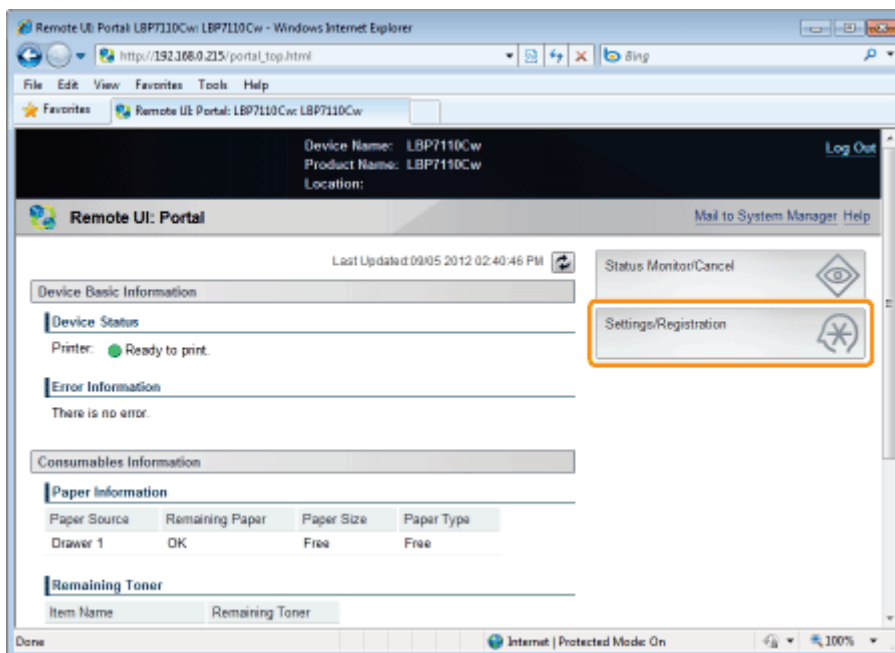 Remote UI: Portal: LBP7110Cw: LBP7110Cw - Windows Internet Explorer
http://192.168.0.215/portal_top.html
Bing
File Edit View Favorites Tools Help
Favorites Remote UI: Portal: LBP7110Cw: LBP7110Cw
Device Name: LBP7110Cw
Product Name: LBP7110Cw
Location:
Log Out
Remote UI: Portal
Mail to System Manager Help
Last Updated:09/05 2012 02:40:46 PM
Status Monitor/Cancel
Device Basic Information
Device Status
Settings/Registration
Printer: Ready to print.
Error Information
There is no error.
Consumables Information
Paper Information
Paper Source Remaining Paper Paper Size Paper Type
Drawer 1 OK Free Free
Remaining Toner
Item Name Remaining Toner
Done Internet | Protected Mode: On 100%